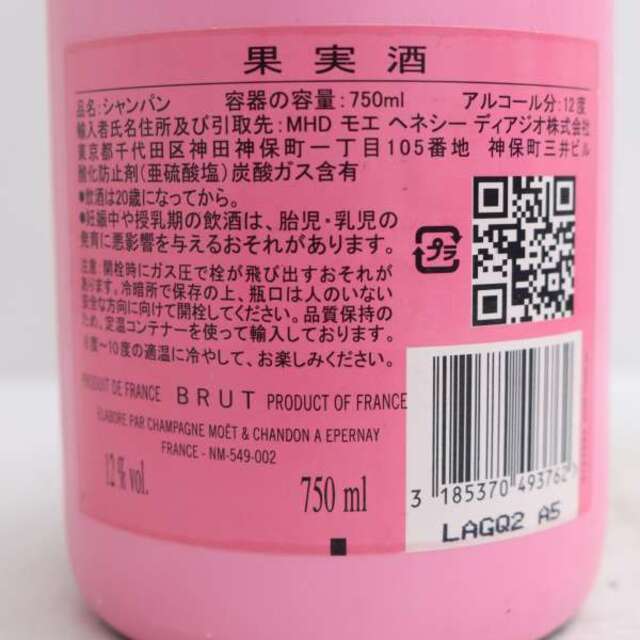 果実酒
品名:シャンパン 容器の容量:750ml アルコール分:12度
輸入者氏名住所及び引取先:MHD モエ ヘネシー ディアジオ株式会社
東京都千代田区神田神保町一丁目105番地 神保町三井ビル
酸化防止剤(亜硫酸塩)炭酸ガス含有
●飲酒は20歳になってから。
●妊娠中や授乳期の飲酒は、胎児・乳児の
発育に悪影響を与えるおそれがあります。
プラ
注意:開栓時にガス圧で栓が飛び出すおそれが
あります。冷暗所で保存の上、瓶口は人のいない
安全な方向に向けて開栓してください。品質保持の
ため、定温コンテナーを使って輸入しております。
8度〜10度の適温に冷やして、お楽しみください。
PRODUIT DE FRANCE BRUT PRODUCT OF FRANCE
ELABORE PAR CHAMPAGNE MOËT & CHANDON A EPERNAY
FRANCE - NM-549-002
12% vol. 750 ml
3 185370 493762
LAGQ2 A5